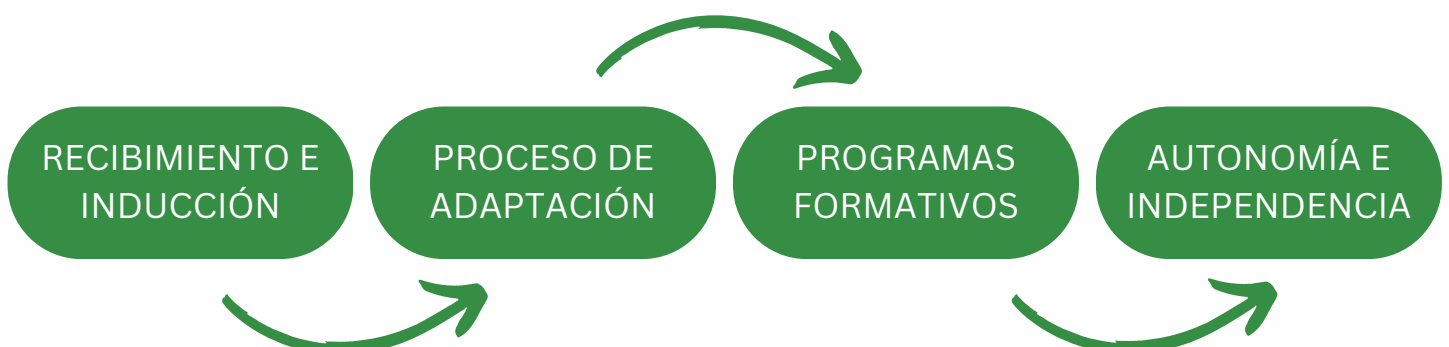 RECIBIMIENTO E
INDUCCIÓN
PROCESO DE
ADAPTACIÓN
PROGRAMAS
FORMATIVOS
AUTONOMÍA E
INDEPENDENCIA